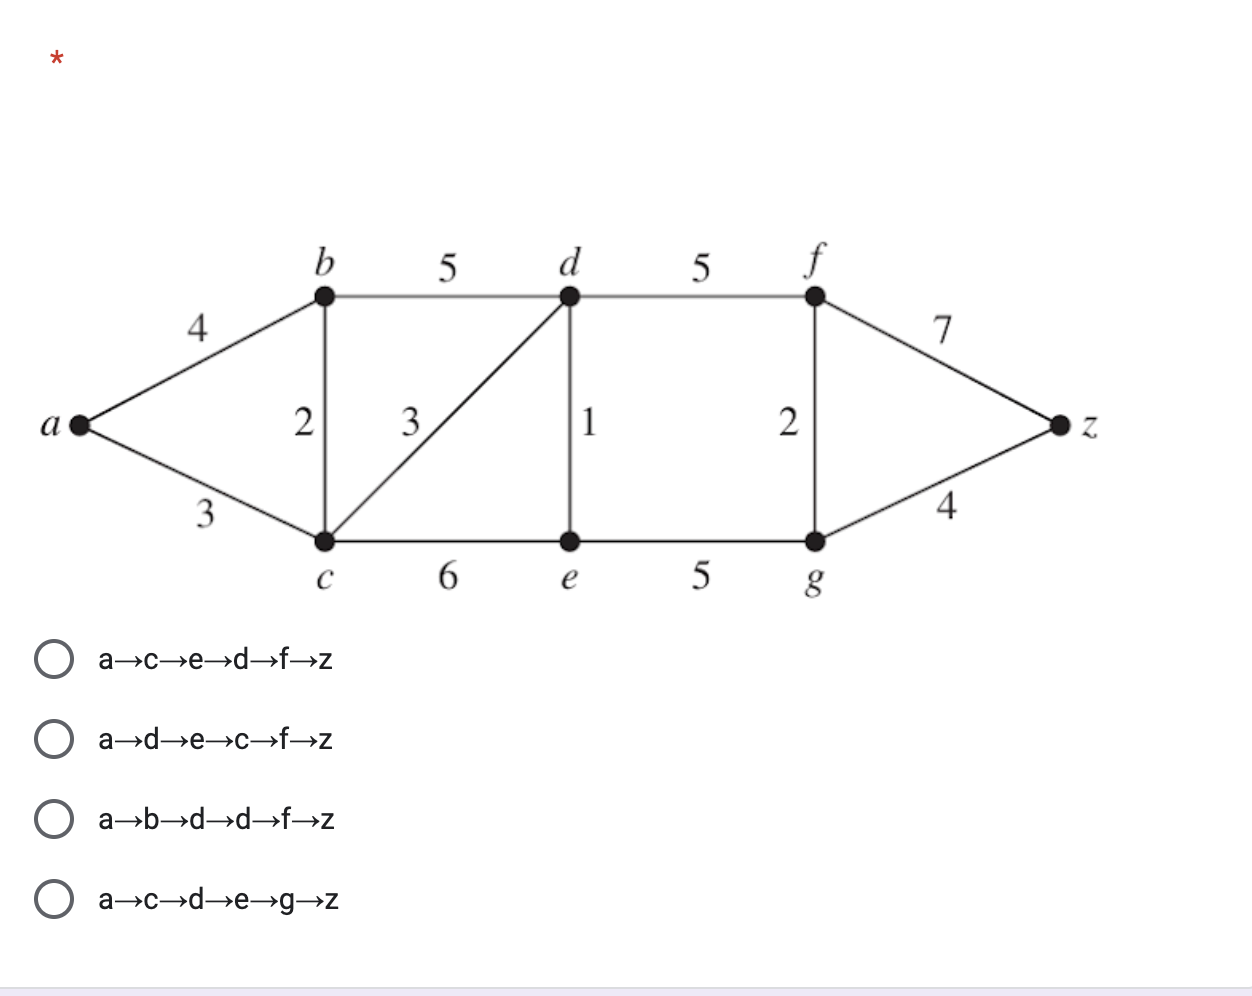 *
b 5 d 5 f
4 7
a 2 3 1 2 z
3 4
c 6 e 5 g
a→c→e→d→f→z
a→d→e→c→f→z
a→b→d→d→f→z
a→c→d→e→g→z